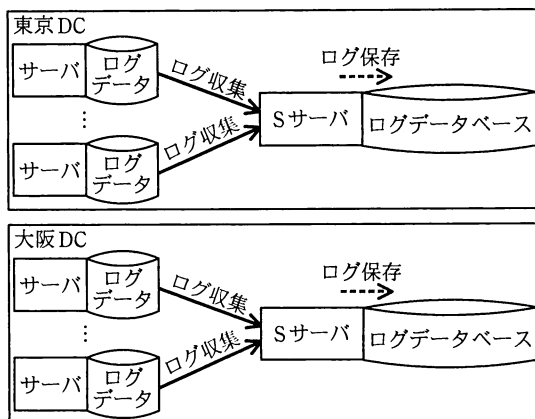 東京DC
サーバ
ログ
データ
ログ収集
ログ保存
︙
Sサーバ
ログデータベース
サーバ
ログ
データ
ログ収集
大阪DC
サーバ
ログ
データ
ログ収集
ログ保存
︙
Sサーバ
ログデータベース
サーバ
ログ
データ
ログ収集